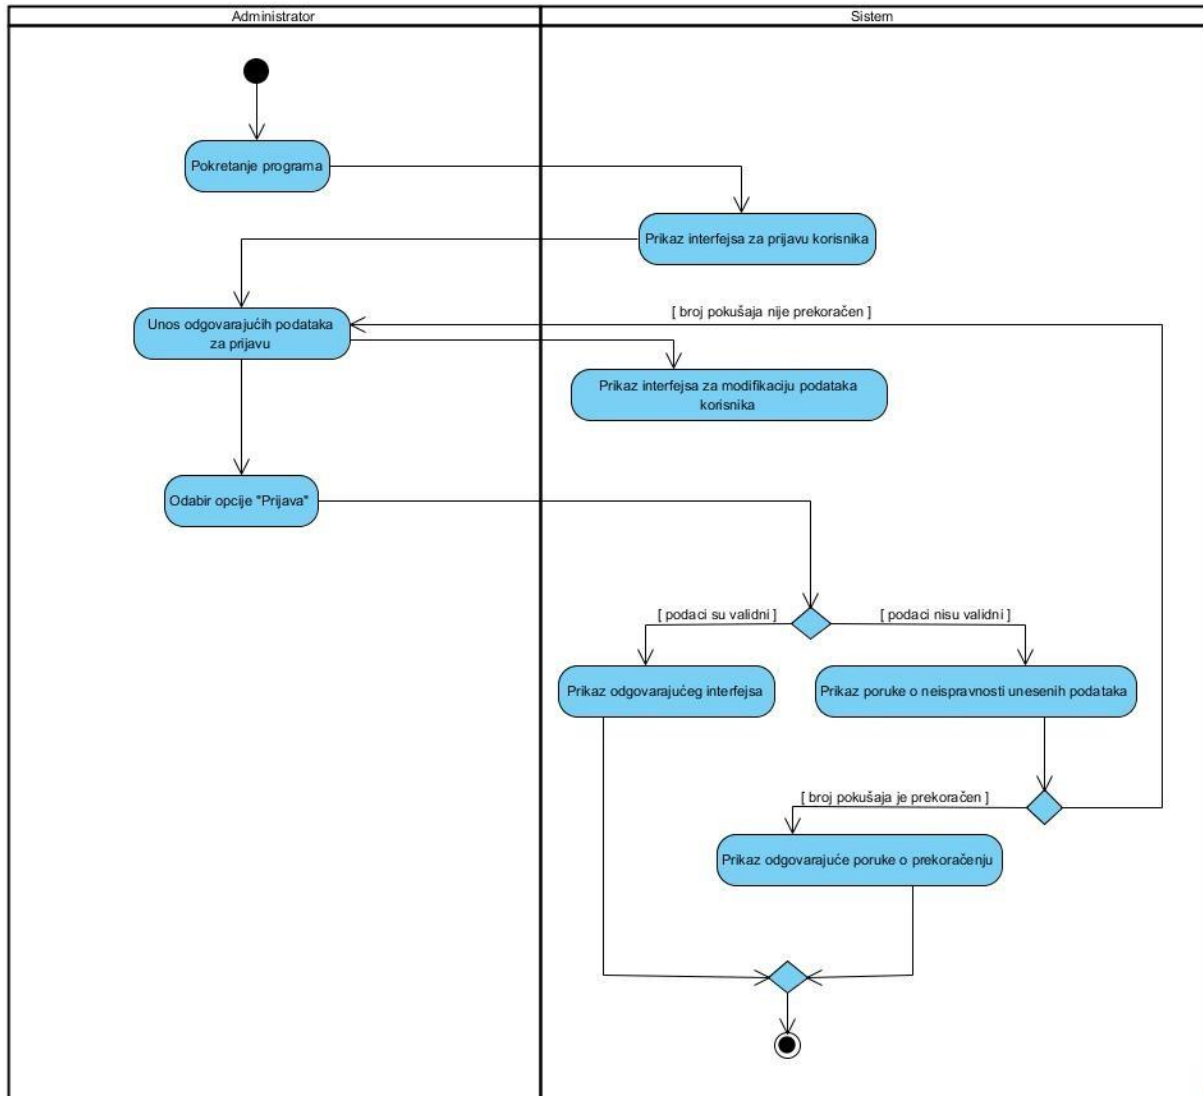 Administrator
Sistem
Pokretanje programa
Prikaz interfejsa za prijavu korisnika
[ broj pokušaja nije prekoračen ]
Unos odgovarajućih podataka
za prijavu
Prikaz interfejsa za modifikaciju podataka
korisnika
Odabir opcije "Prijava"
[ podaci su validni ]
[ podaci nisu validni ]
Prikaz odgovarajućeg interfejsa
Prikaz poruke o neispravnosti unesenih podataka
[ broj pokušaja je prekoračen ]
Prikaz odgovarajuće poruke o prekoračenju